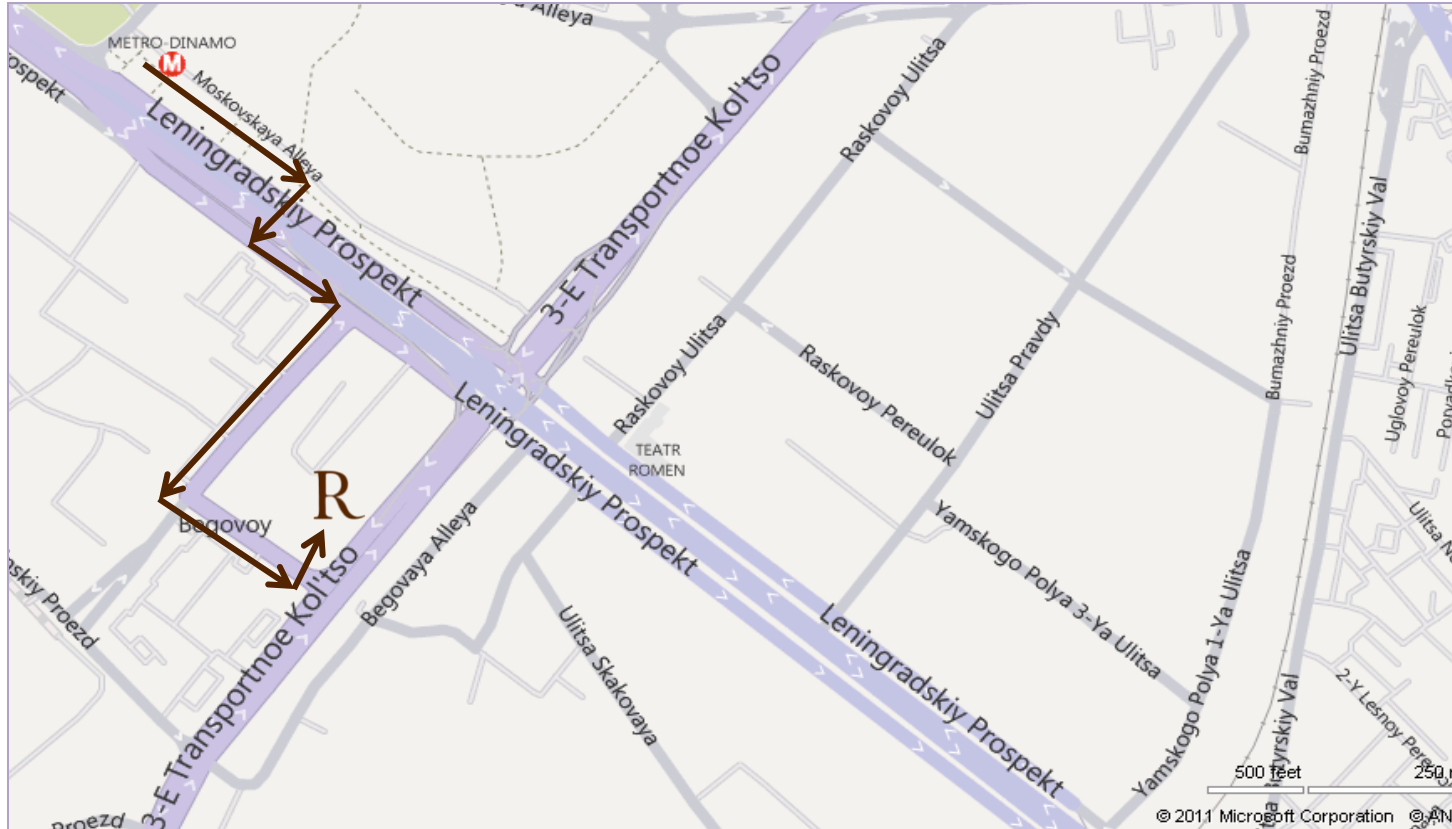 Alleya
METRO-DINAMO
M
Moskovskaya Alleya
Leningradskiy Prospekt
3-E Transportnoe Kol'tso
Raskovoy Ulitsa
Bumazhniy Proezd
Ulitsa Butyrskiy Val
Raskovoy Ulitsa
Raskovoy Pereulok
Ulitsa Pravdy
Bumazhniy Proezd
Uglovoy Pereulok
Leningradskiy Prospekt
TEATR
ROMEN
R
Begovoy
Begovaya Alleya
Yamskogo Polya 3-Ya Ulitsa
Yamskogo Polya 1-Ya Ulitsa
Ulitsa
Proezd
3-E Transportnoe Kol'tso
Ulitsa Skakovaya
Leningradskiy Prospekt
Butyrskiy Val
2-Y Lesnoy
500 feet
250
Proezd
© 2011 Microsoft Corporation © AN